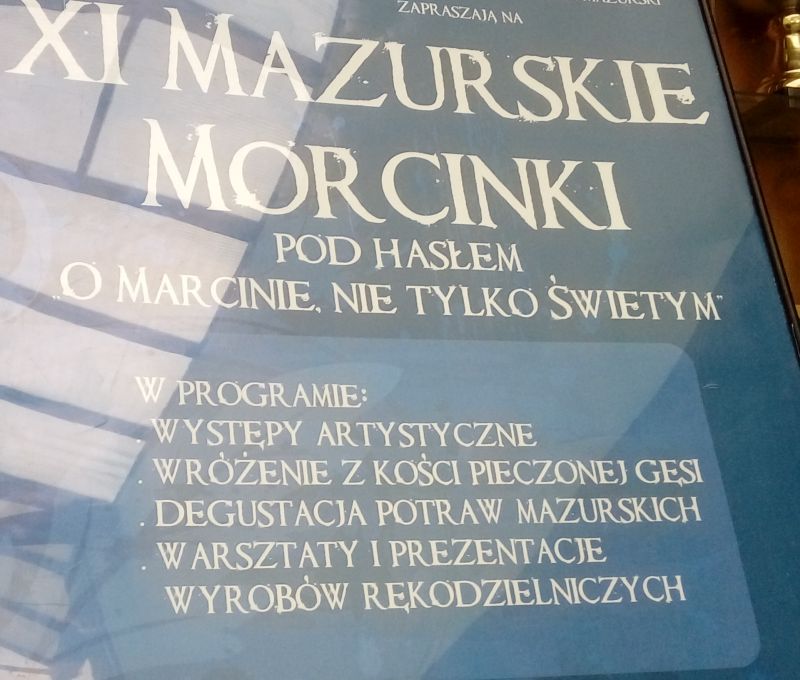 ZAPRASZAJĄ NA
XI MAZURSKIE
MORCINKI
POD HASŁEM
„O MARCINIE, NIE TYLKO ŚWIETYM"
W PROGRAMIE:
. WYSTĘPY ARTYSTYCZNE
. WRÓŻENIE Z KOŚCI PIECZONEJ GĘSI
. DEGUSTACJA POTRAW MAZURSKICH
. WARSZTATY I PREZENTACJE
WYROBÓW RĘKODZIELNICZYCH